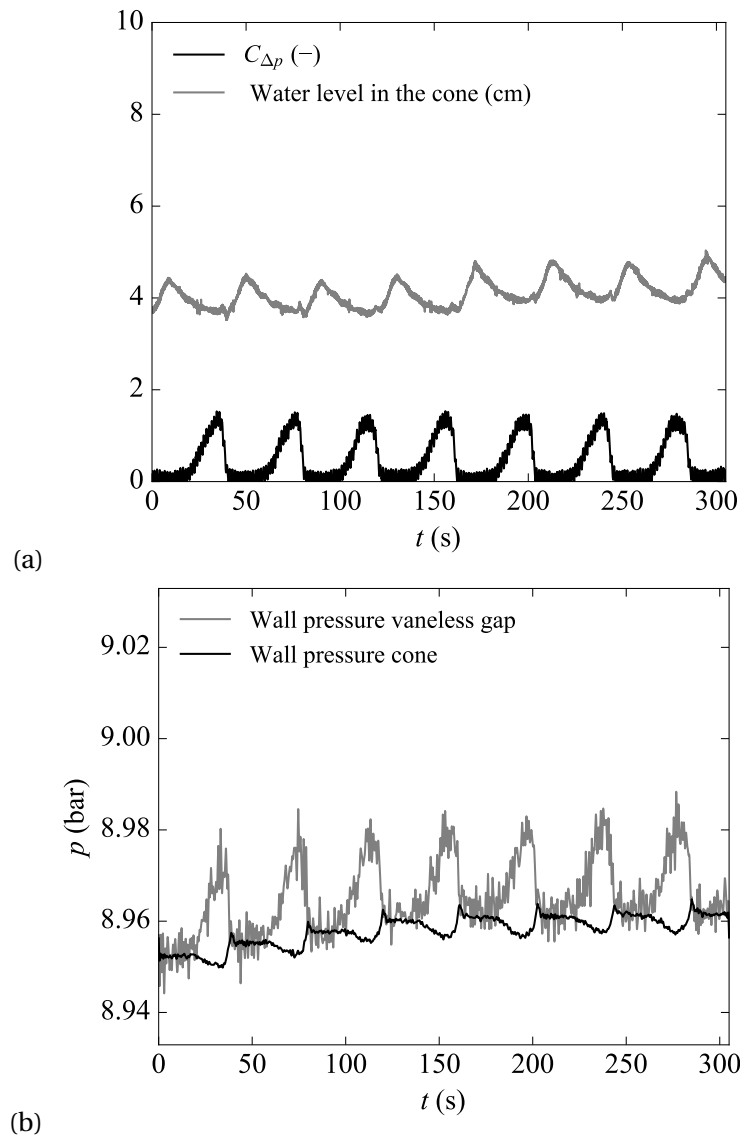 10
C_Δp (−)
Water level in the cone (cm)
8
6
4
2
0
0 50 100 150 200 250 300
t (s)
(a)
Wall pressure vaneless gap
9.02
Wall pressure cone
9.00
p (bar)
8.98
8.96
8.94
0 50 100 150 200 250 300
t (s)
(b)